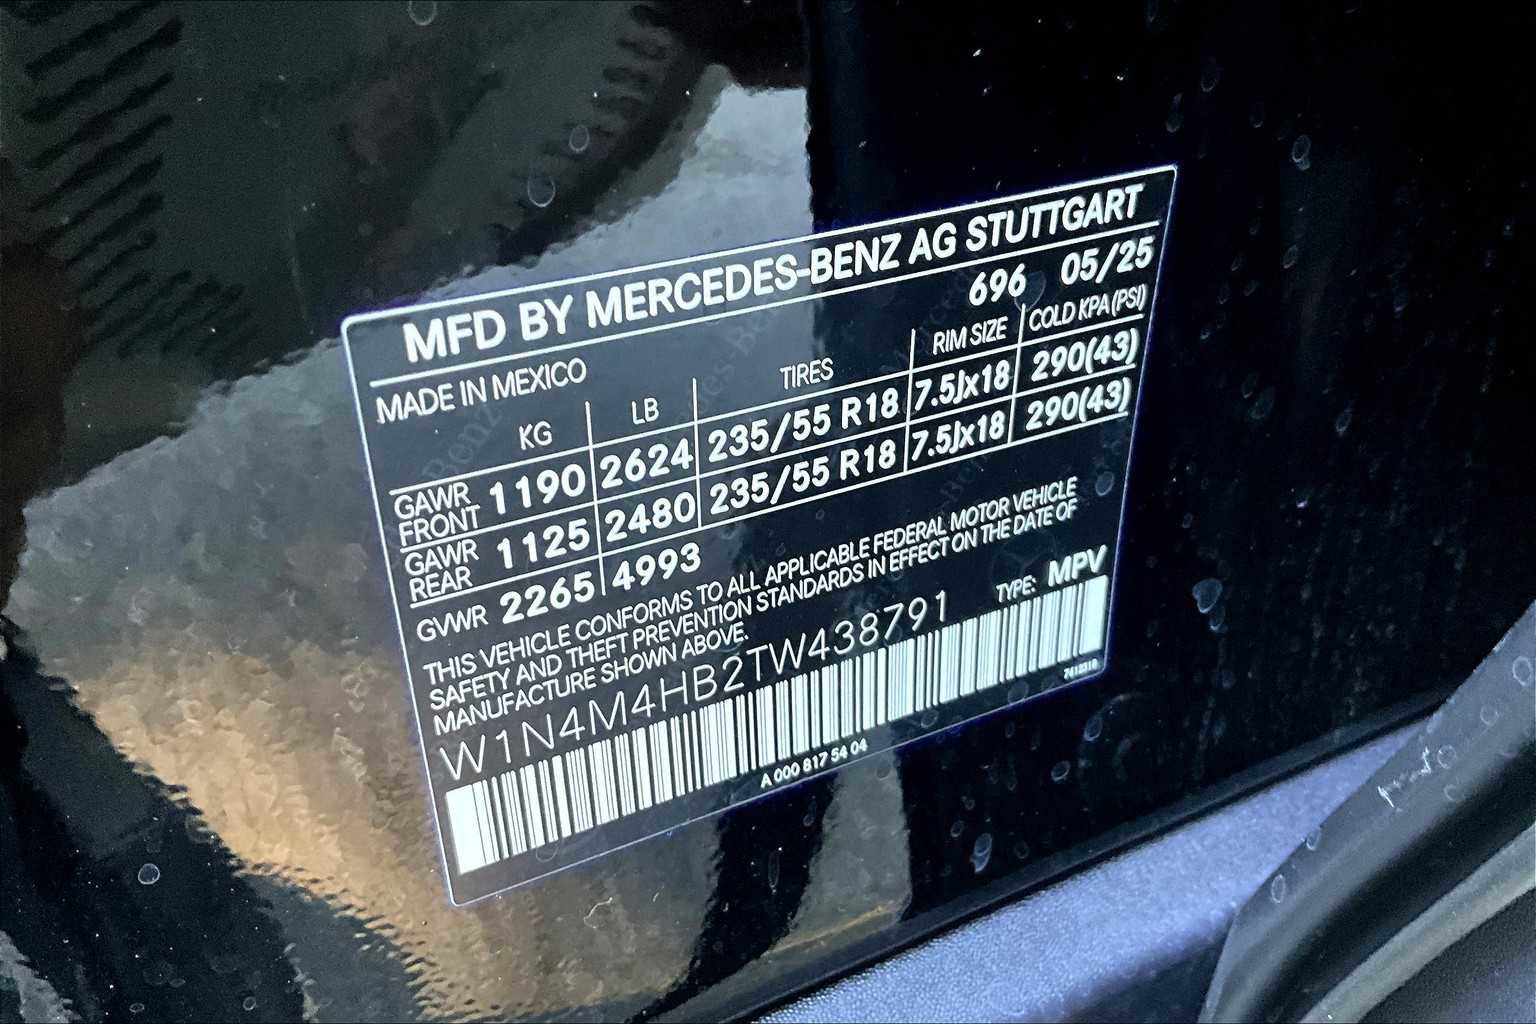 MFD BY MERCEDES-BENZ AG STUTTGART
MADE IN MEXICO 696 05/25
KG LB TIRES RIM SIZE COLD KPA (PSI)
GAWR FRONT 1190 2624 235/55 R18 7.5Jx18 290(43)
GAWR REAR 1125 2480 235/55 R18 7.5Jx18 290(43)
GVWR 2265 4993
THIS VEHICLE CONFORMS TO ALL APPLICABLE FEDERAL MOTOR VEHICLE
SAFETY AND THEFT PREVENTION STANDARDS IN EFFECT ON THE DATE OF
MANUFACTURE SHOWN ABOVE.
TYPE: MPV
W1N4M4HB2TW438791
A 000 817 54 04